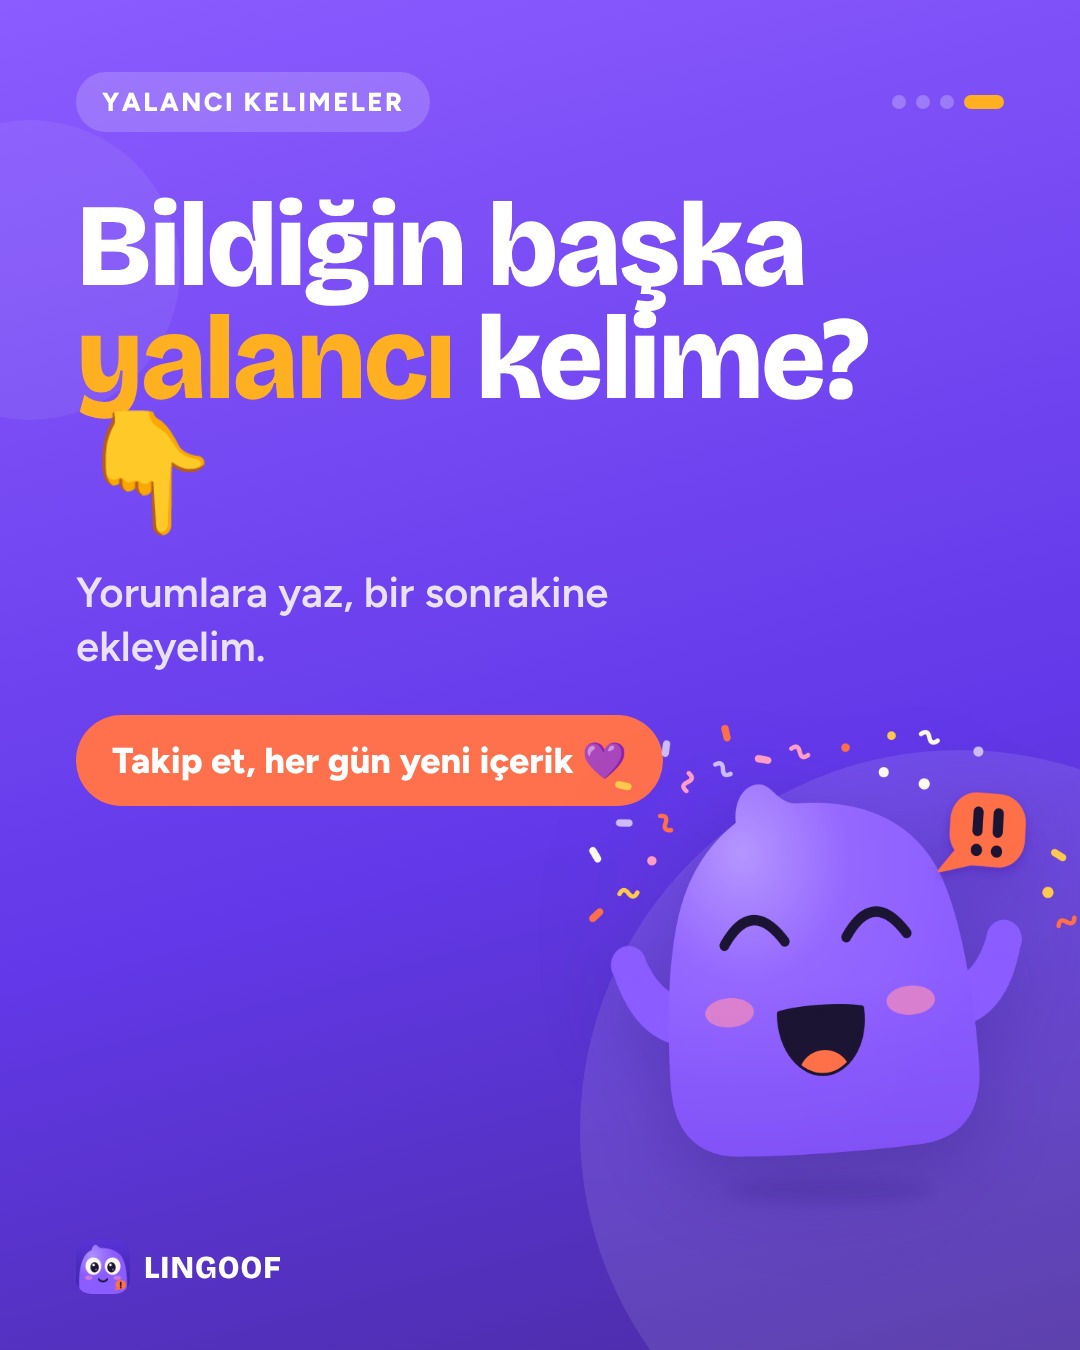 YALANCI KELIMELER
Bildiğin başka
yalancı kelime?
👇
Yorumlara yaz, bir sonrakine
ekleyelim.
Takip et, her gün yeni içerik 💜
!!
LINGOOF